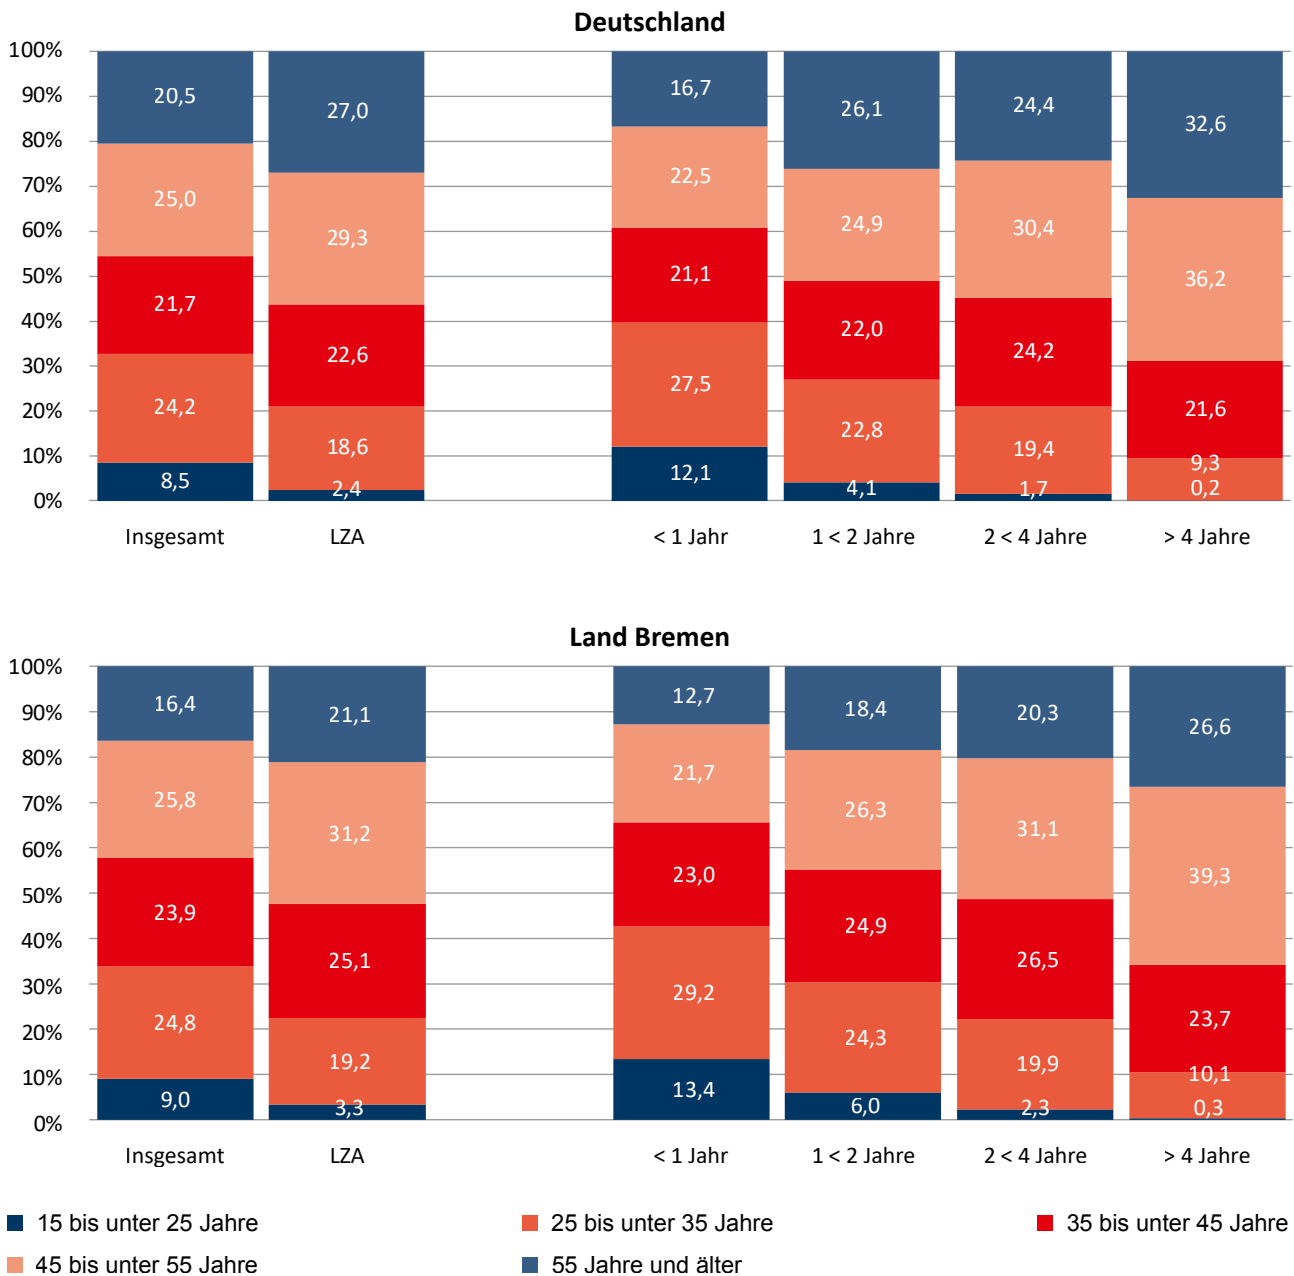 Deutschland
100%
90%
80%
70%
60%
50%
40%
30%
20%
10%
0%
20,5 27,0 16,7 26,1 24,4 32,6
25,0 29,3 22,5 24,9 30,4 36,2
21,7 22,6 21,1 22,0 24,2 21,6
24,2 18,6 27,5 22,8 19,4 9,3
8,5 2,4 12,1 4,1 1,7 0,2
Insgesamt LZA < 1 Jahr 1 < 2 Jahre 2 < 4 Jahre > 4 Jahre
Land Bremen
100%
90%
80%
70%
60%
50%
40%
30%
20%
10%
0%
16,4 21,1 12,7 18,4 20,3 26,6
25,8 31,2 21,7 26,3 31,1 39,3
23,9 25,1 23,0 24,9 26,5 23,7
24,8 19,2 29,2 24,3 19,9 10,1
9,0 3,3 13,4 6,0 2,3 0,3
Insgesamt LZA < 1 Jahr 1 < 2 Jahre 2 < 4 Jahre > 4 Jahre
15 bis unter 25 Jahre 25 bis unter 35 Jahre 35 bis unter 45 Jahre
45 bis unter 55 Jahre 55 Jahre und älter